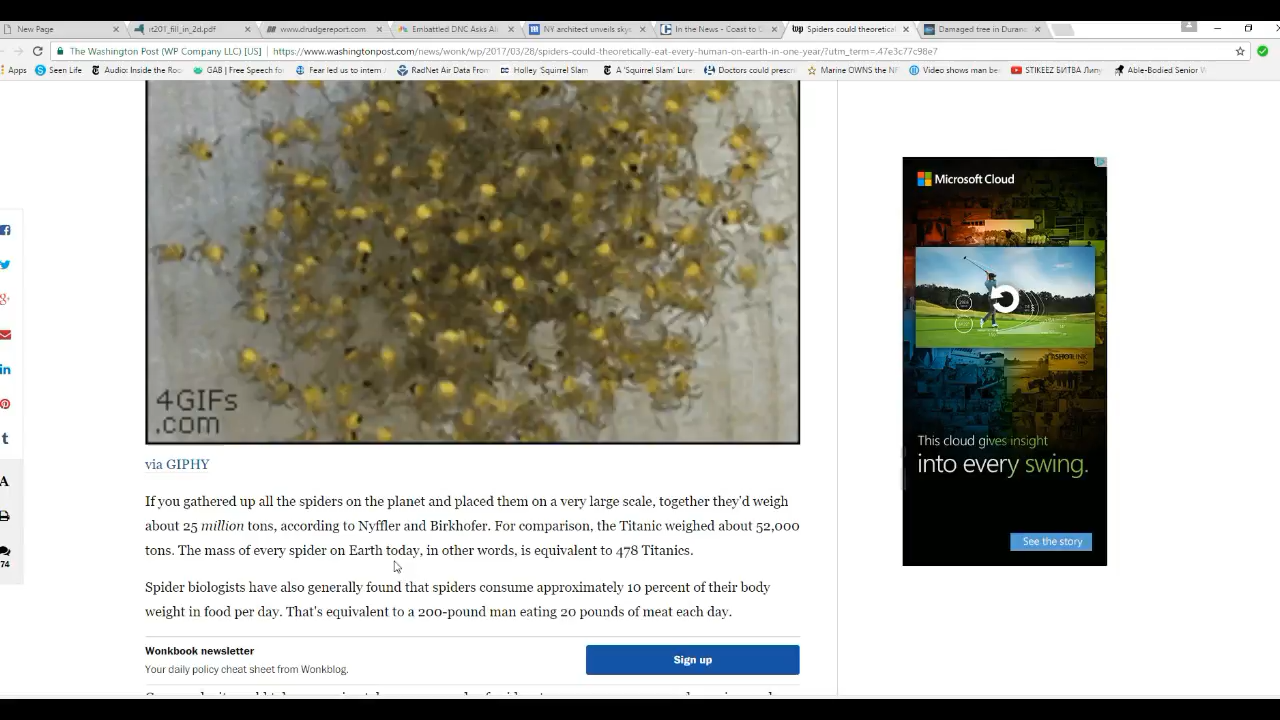 New Page
it201_fill_in_2d.pdf
www.drudgereport.com
Embattled DNC Asks All
NY architect unveils skys
In the News - Coast to C
Spiders could theoretical
Damaged tree in Duran
The Washington Post (WP Company LLC) [US]
https://www.washingtonpost.com/news/wonk/wp/2017/03/28/spiders-could-theoretically-eat-every-human-on-earth-in-one-year/?utm_term=.47e3c77c98e7
Apps
Seen Life
Audio: Inside the Roo
GAB | Free Speech fo
Fear led us to intern J
RadNet Air Data From
Holley 'Squirrel Slam
A 'Squirrel Slam' Lure
Doctors could presc
Marine OWNS the NF
Video shows man be
STIKEEZ БИТВА Ли
Able-Bodied Senior W
4GIFs
.com
via GIPHY
If you gathered up all the spiders on the planet and placed them on a very large scale, together they'd weigh
about 25 million tons, according to Nyffler and Birkhofer. For comparison, the Titanic weighed about 52,000
tons. The mass of every spider on Earth today, in other words, is equivalent to 478 Titanics.
Spider biologists have also generally found that spiders consume approximately 10 percent of their body
weight in food per day. That's equivalent to a 200-pound man eating 20 pounds of meat each day.
Wonkbook newsletter
Your daily policy cheat sheet from Wonkblog.
Sign up
A
74
Microsoft Cloud
This cloud gives insight
into every swing.
See the story